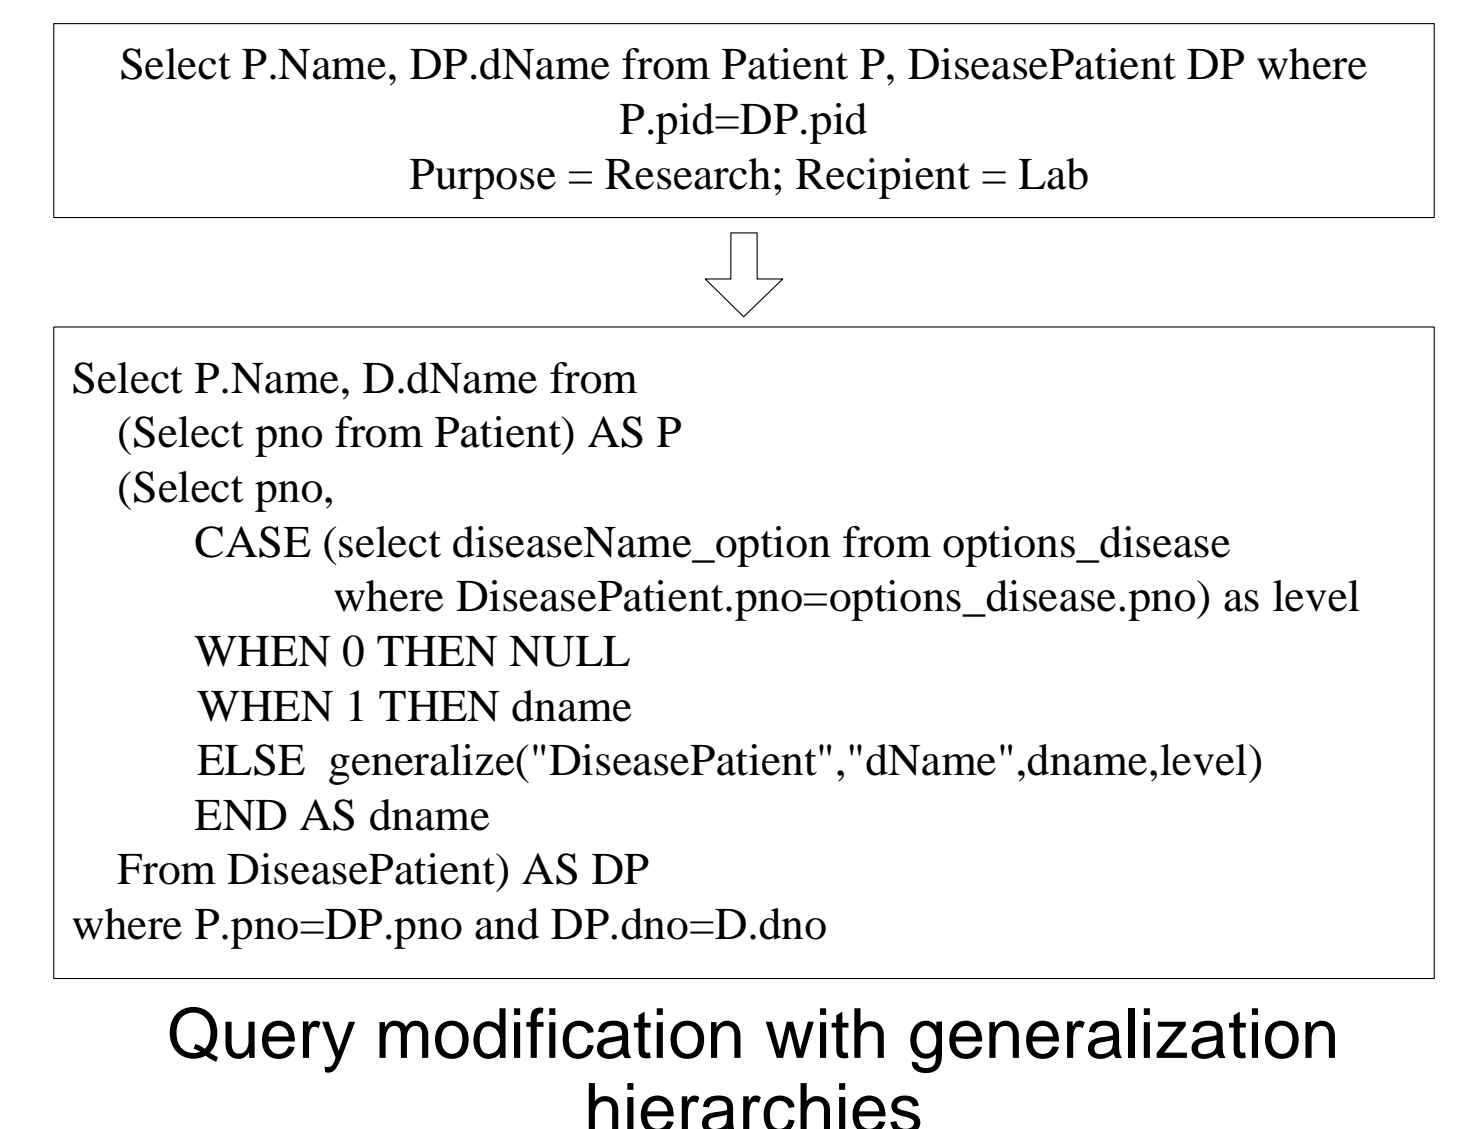 Select P.Name, DP.dName from Patient P, DiseasePatient DP where
P.pid=DP.pid
Purpose = Research; Recipient = Lab
Select P.Name, D.dName from
(Select pno from Patient) AS P
(Select pno,
CASE (select diseaseName_option from options_disease
where DiseasePatient.pno=options_disease.pno) as level
WHEN 0 THEN NULL
WHEN 1 THEN dname
ELSE generalize("DiseasePatient","dName",dname,level)
END AS dname
From DiseasePatient) AS DP
where P.pno=DP.pno and DP.dno=D.dno
Query modification with generalization
hierarchies